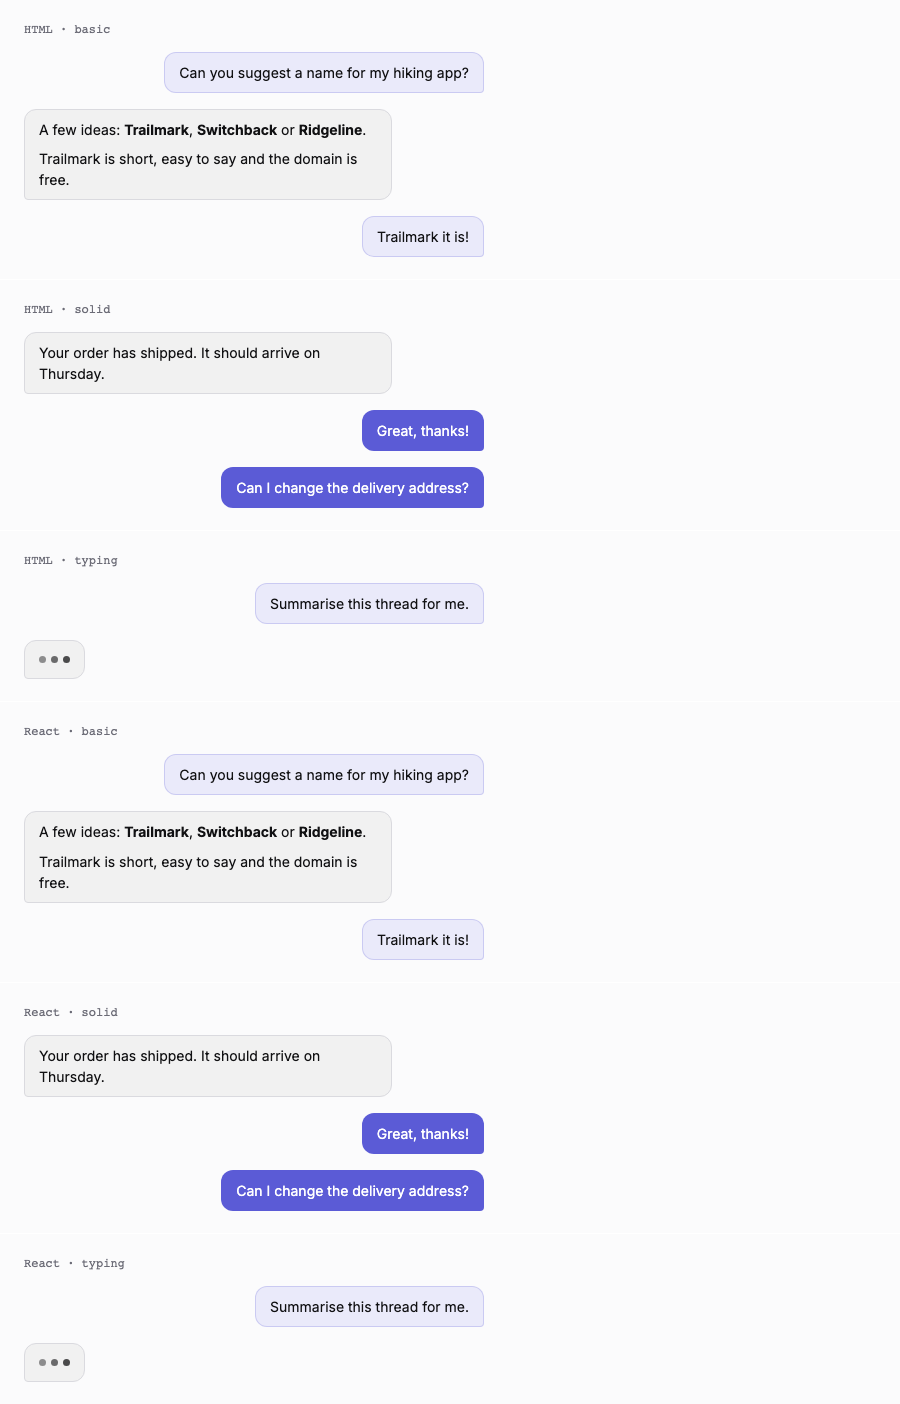 HTML · basic
Can you suggest a name for my hiking app?
A few ideas: Trailmark, Switchback or Ridgeline.
Trailmark is short, easy to say and the domain is
free.
Trailmark it is!
HTML · solid
Your order has shipped. It should arrive on
Thursday.
Great, thanks!
Can I change the delivery address?
HTML · typing
Summarise this thread for me.
React · basic
Can you suggest a name for my hiking app?
A few ideas: Trailmark, Switchback or Ridgeline.
Trailmark is short, easy to say and the domain is
free.
Trailmark it is!
React · solid
Your order has shipped. It should arrive on
Thursday.
Great, thanks!
Can I change the delivery address?
React · typing
Summarise this thread for me.